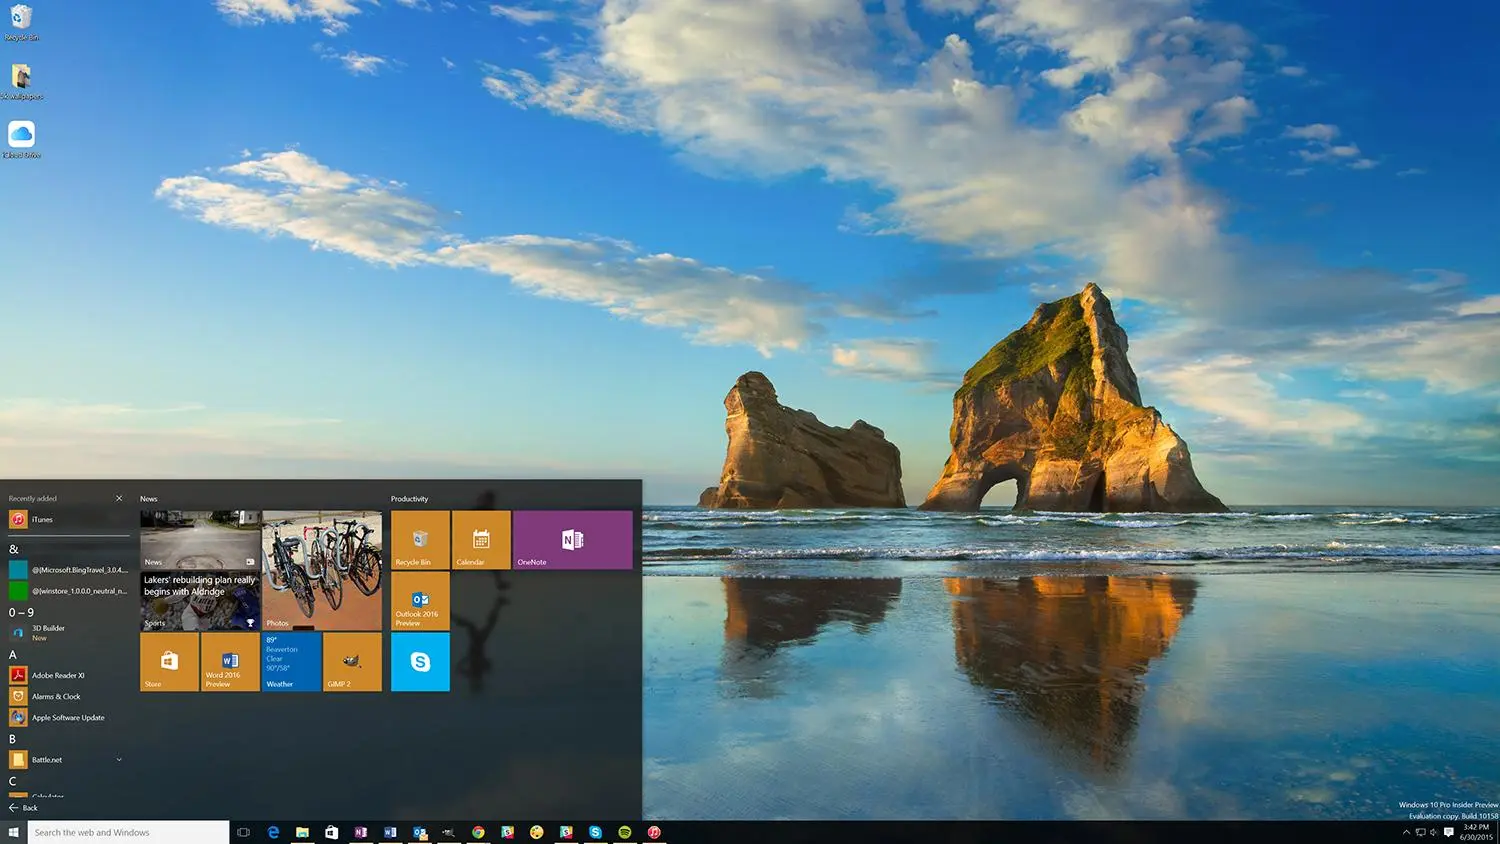 Recycle Bin
5k wallpapers
iCloud Drive
Recently added
iTunes
&
@{Microsoft.BingTravel_3.0.4...
@{winstore_1.0.0.0_neutral_n...
0 – 9
3D Builder
New
A
Adobe Reader XI
Alarms & Clock
Apple Software Update
B
Battle.net
C
Calculator
Back
News
News
Lakers' rebuilding plan really
begins with Aldridge
Sports
Photos
Store
Word 2016
Preview
89°
Beaverton
Clear
90°/58°
Weather
GIMP 2
Productivity
Recycle Bin
Calendar
OneNote
Outlook 2016
Preview
Windows 10 Pro Insider Preview
Evaluation copy. Build 10158
Search the web and Windows
3:42 PM
6/30/2015